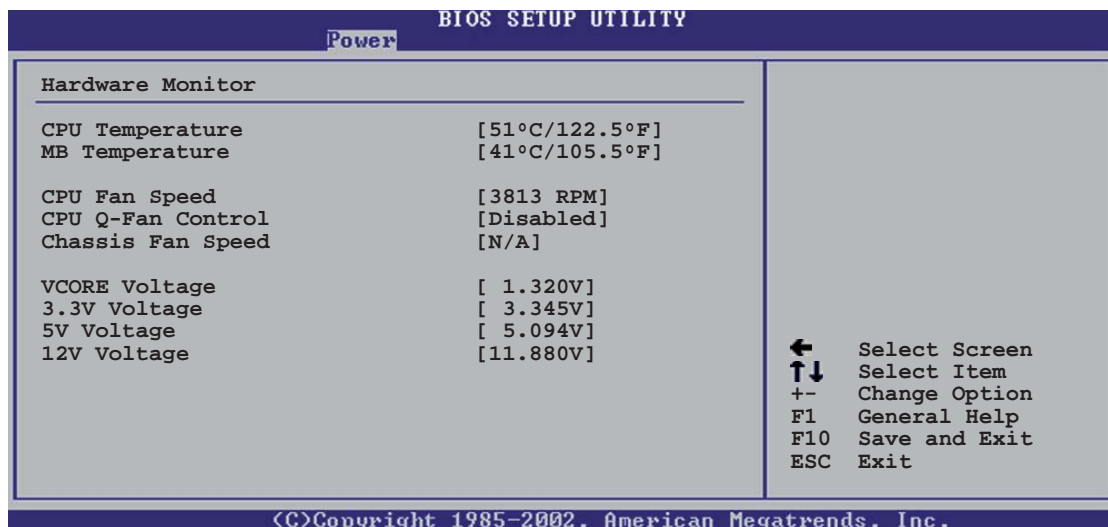 BIOS SETUP UTILITY
Power
Hardware Monitor
CPU Temperature [51ºC/122.5ºF]
MB Temperature [41ºC/105.5ºF]
CPU Fan Speed [3813 RPM]
CPU Q-Fan Control [Disabled]
Chassis Fan Speed [N/A]
VCORE Voltage [ 1.320V]
3.3V Voltage [ 3.345V]
5V Voltage [ 5.094V]
12V Voltage [11.880V]
← Select Screen
↑↓ Select Item
+- Change Option
F1 General Help
F10 Save and Exit
ESC Exit
(C)Copyright 1985-2002, American Megatrends, Inc.